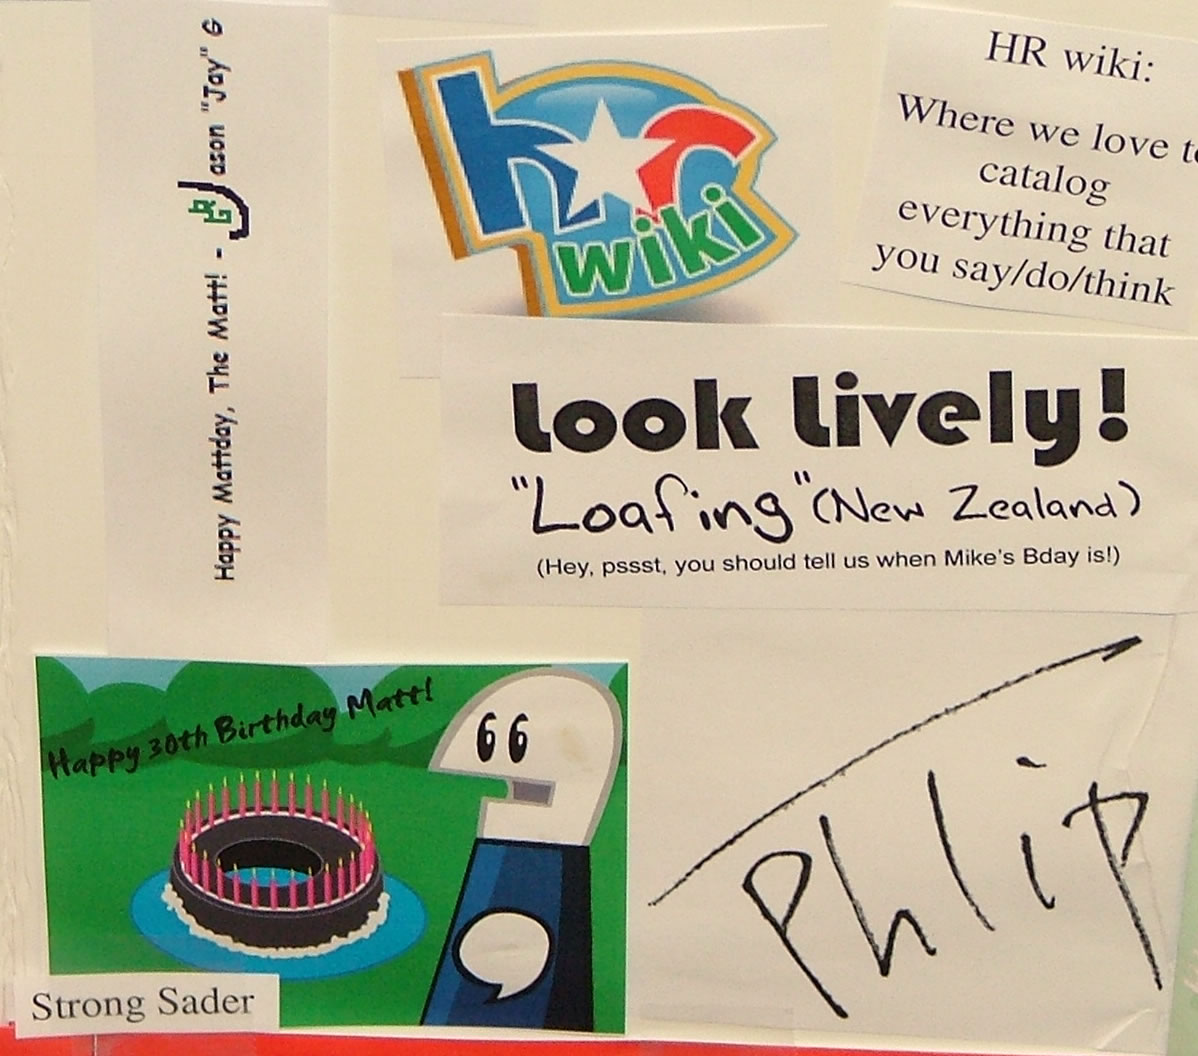 Happy Mattday, The Matt! - Jason "Jay" G
hr
wiki
HR wiki:
Where we love to
catalog
everything that
you say/do/think
Look Lively!
"Loafing" (New Zealand)
(Hey, pssst, you should tell us when Mike's Bday is!)
Happy 30th Birthday Matt!
Strong Sader
Phlip